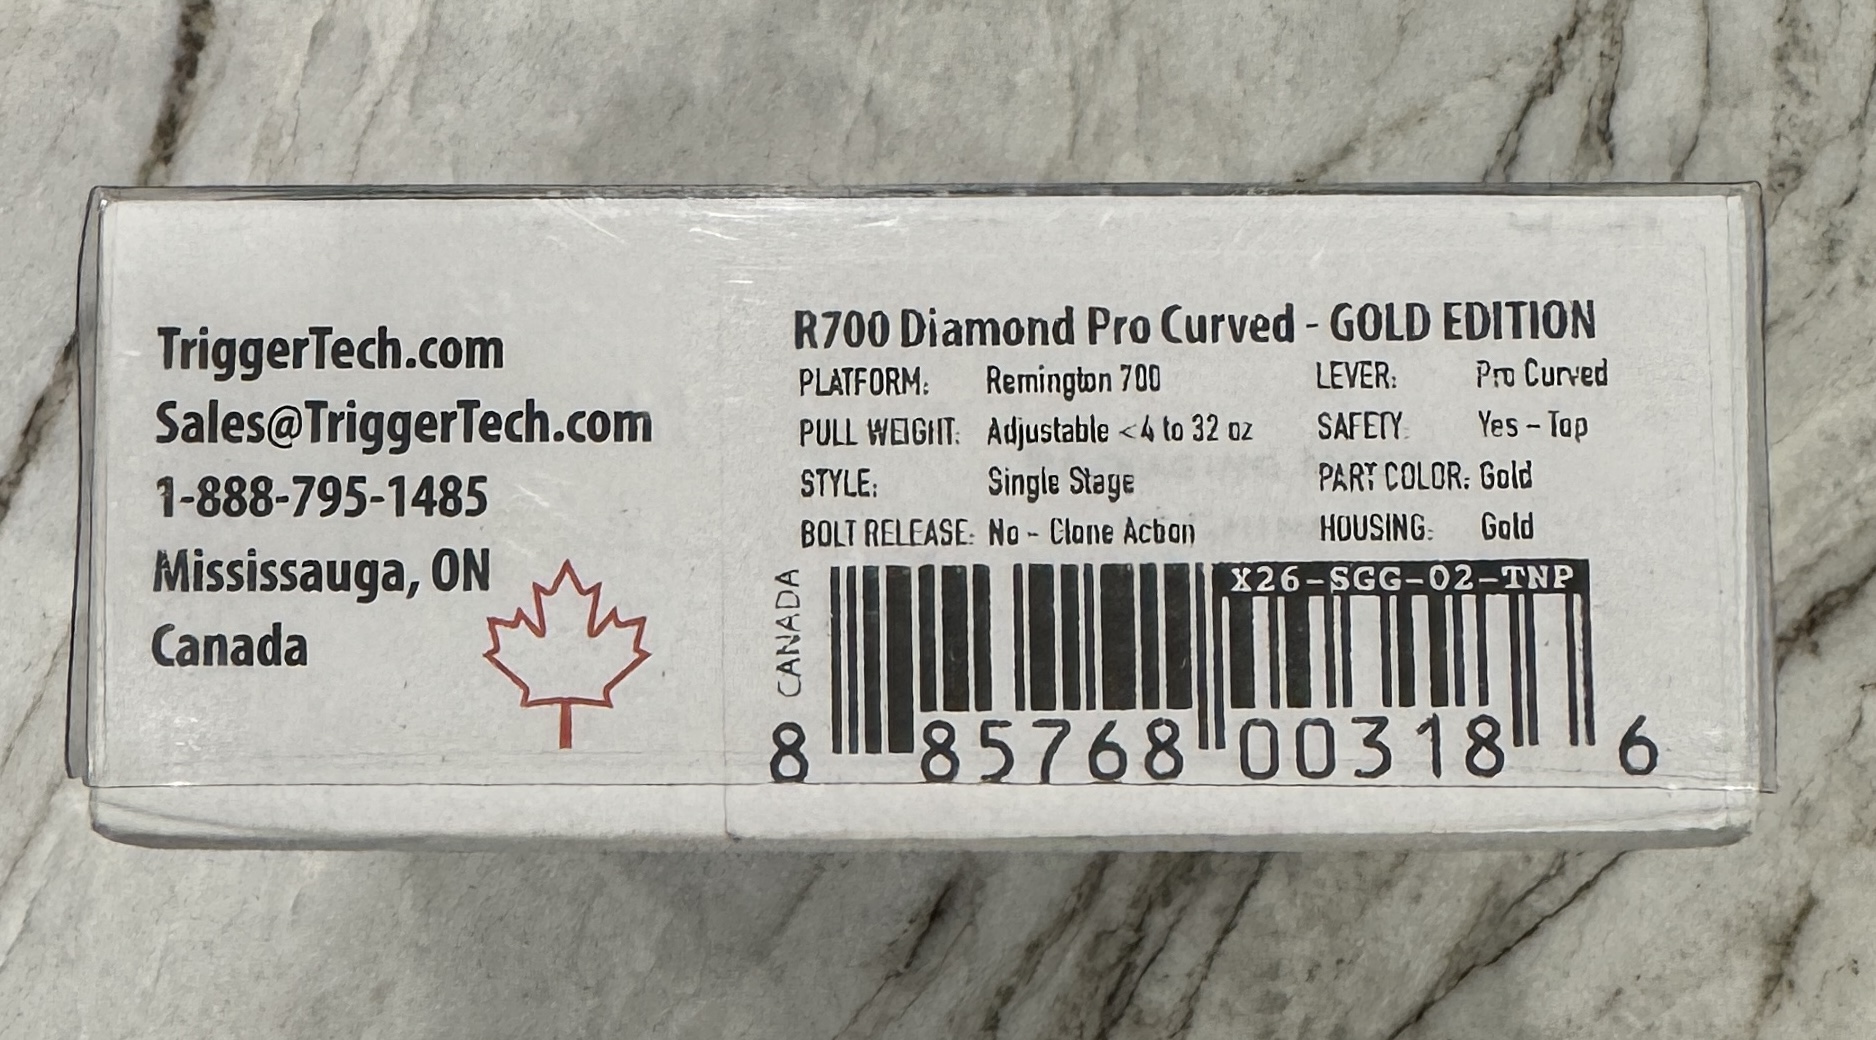 TriggerTech.com
Sales@TriggerTech.com
1-888-795-1485
Mississauga, ON
Canada
R700 Diamond Pro Curved - GOLD EDITION
PLATFORM: Remington 700 LEVER: Pro Curved
PULL WEIGHT: Adjustable <4 to 32 oz SAFETY: Yes – Top
STYLE: Single Stage PART COLOR: Gold
BOLT RELEASE: No - Clone Action HOUSING: Gold
CANADA
X26-SGG-02-TNP
8 85768 00318 6